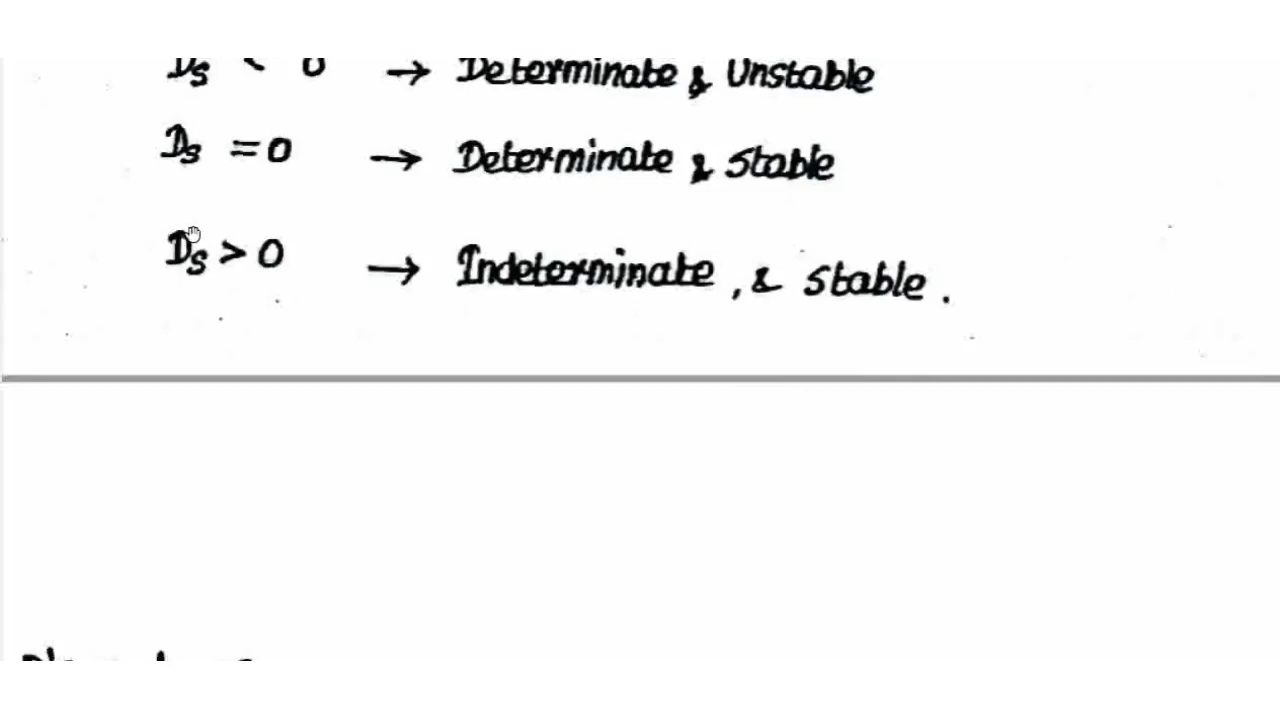 Ds < 0 → Determinate & Unstable
Ds = 0 → Determinate & Stable
Ds > 0 → Indeterminate, & Stable.